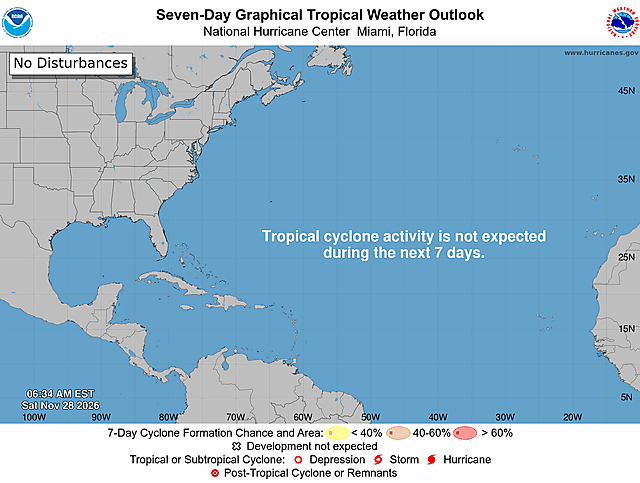 Seven-Day Graphical Tropical Weather Outlook
National Hurricane Center Miami, Florida
www.hurricanes.gov
No Disturbances
45N
35N
Tropical cyclone activity is not expected
during the next 7 days.
25N
15N
06:34 AM EST
Sat Nov 28 2026
5N
100W 90W 80W 70W 60W 50W 40W 30W 20W
7-Day Cyclone Formation Chance and Area: < 40% 40-60% > 60%
Development not expected
Tropical or Subtropical Cyclone: Depression Storm Hurricane
Post-Tropical Cyclone or Remnants